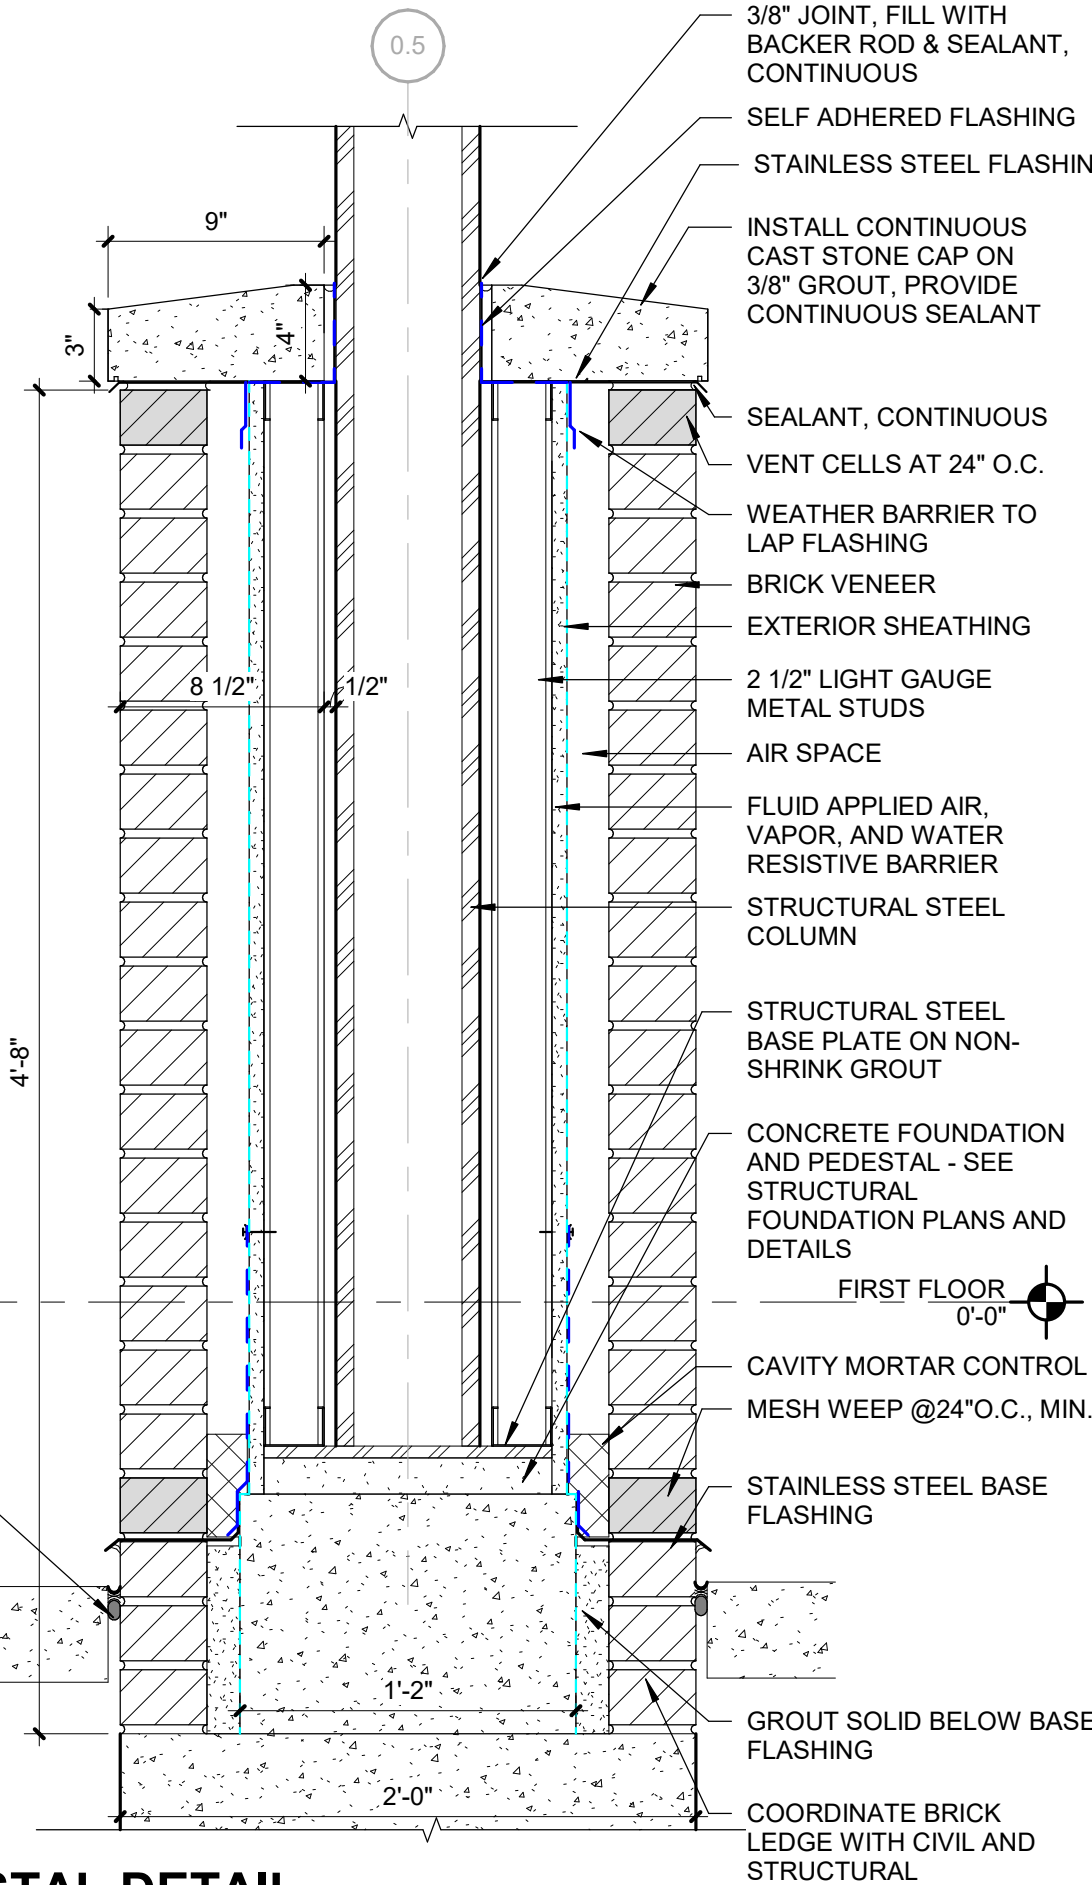 0.5
3/8" JOINT, FILL WITH
BACKER ROD & SEALANT,
CONTINUOUS
SELF ADHERED FLASHING
STAINLESS STEEL FLASHIN
9"
INSTALL CONTINUOUS
CAST STONE CAP ON
3/8" GROUT, PROVIDE
CONTINUOUS SEALANT
3"
4"
SEALANT, CONTINUOUS
VENT CELLS AT 24" O.C.
WEATHER BARRIER TO
LAP FLASHING
BRICK VENEER
EXTERIOR SHEATHING
8 1/2"
1/2"
2 1/2" LIGHT GAUGE
METAL STUDS
AIR SPACE
FLUID APPLIED AIR,
VAPOR, AND WATER
RESISTIVE BARRIER
STRUCTURAL STEEL
COLUMN
4'-8"
STRUCTURAL STEEL
BASE PLATE ON NON-
SHRINK GROUT
CONCRETE FOUNDATION
AND PEDESTAL - SEE
STRUCTURAL
FOUNDATION PLANS AND
DETAILS
FIRST FLOOR
0'-0"
CAVITY MORTAR CONTROL
MESH WEEP @24"O.C., MIN.
STAINLESS STEEL BASE
FLASHING
1'-2"
GROUT SOLID BELOW BASE
FLASHING
2'-0"
COORDINATE BRICK
LEDGE WITH CIVIL AND
STRUCTURAL
STAL DETAIL